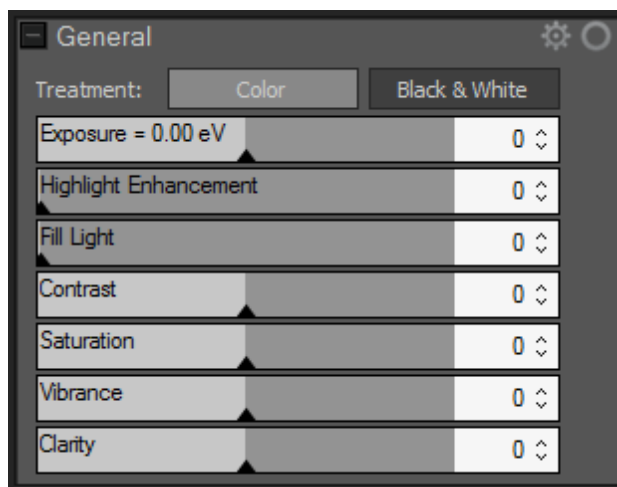 General
Treatment: Color Black & White
Exposure = 0.00 eV 0
Highlight Enhancement 0
Fill Light 0
Contrast 0
Saturation 0
Vibrance 0
Clarity 0